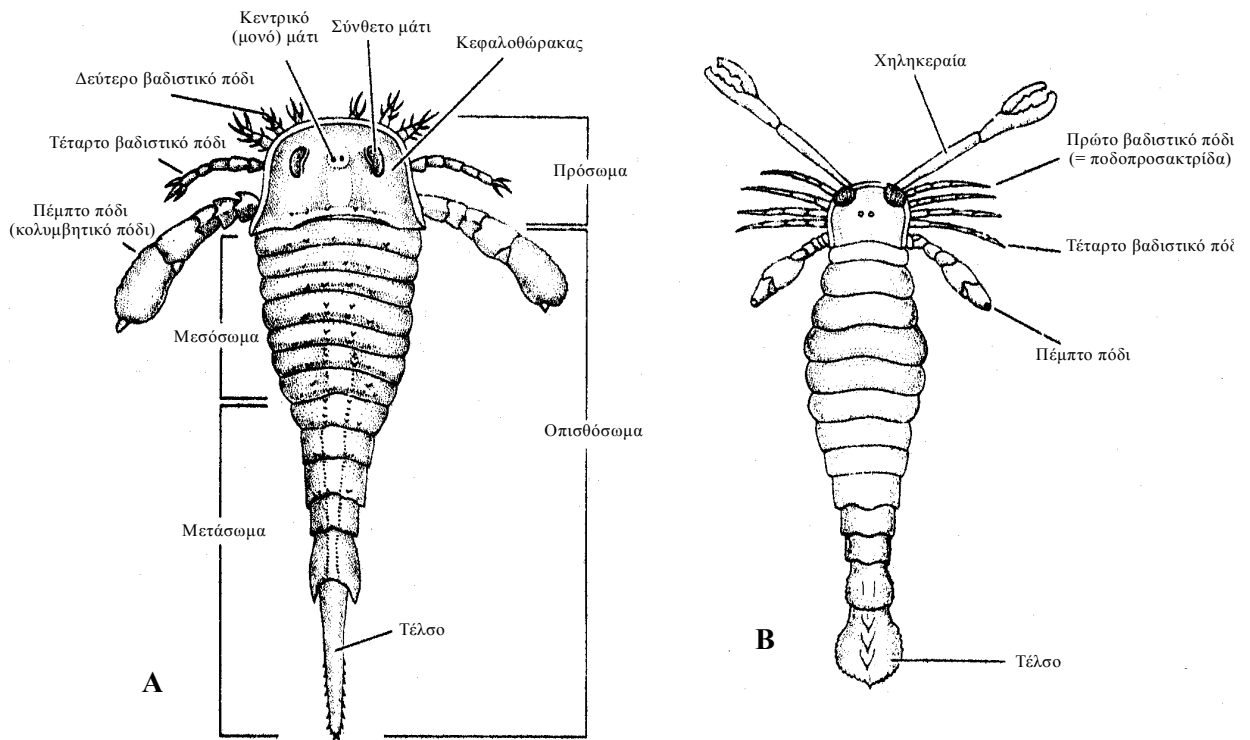 Κεντρικό
(μονό) μάτι
Σύνθετο μάτι
Κεφαλοθώρακας
Δεύτερο βαδιστικό πόδι
Τέταρτο βαδιστικό πόδι
Πέμπτο πόδι
(κολυμβητικό πόδι)
Πρόσωμα
Μεσόσωμα
Οπισθόσωμα
Μετάσωμα
Τέλσο
A
Χηληκεραία
Πρώτο βαδιστικό πόδι
(= ποδοπροσακτρίδα)
Τέταρτο βαδιστικό πόδ
Πέμπτο πόδι
Τέλσο
B